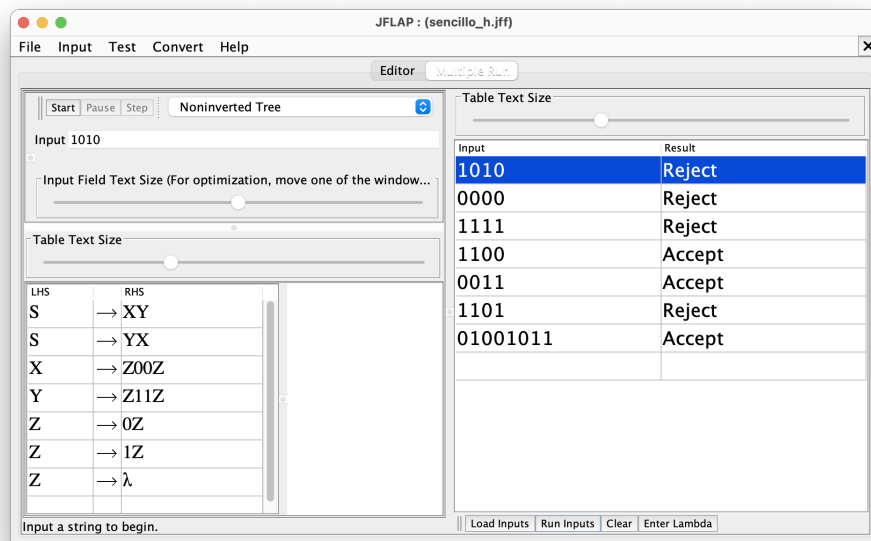 JFLAP : (sencillo_h.jff)
File Input Test Convert Help
Editor Multiple Run
Start Pause Step Noninverted Tree
Input 1010
Input Field Text Size (For optimization, move one of the window...
Table Text Size
LHS RHS
S → XY
S → YX
X → Z00Z
Y → Z11Z
Z → 0Z
Z → 1Z
Z → λ
Input a string to begin.
Table Text Size
Input Result
1010 Reject
0000 Reject
1111 Reject
1100 Accept
0011 Accept
1101 Reject
01001011 Accept
Load Inputs Run Inputs Clear Enter Lambda